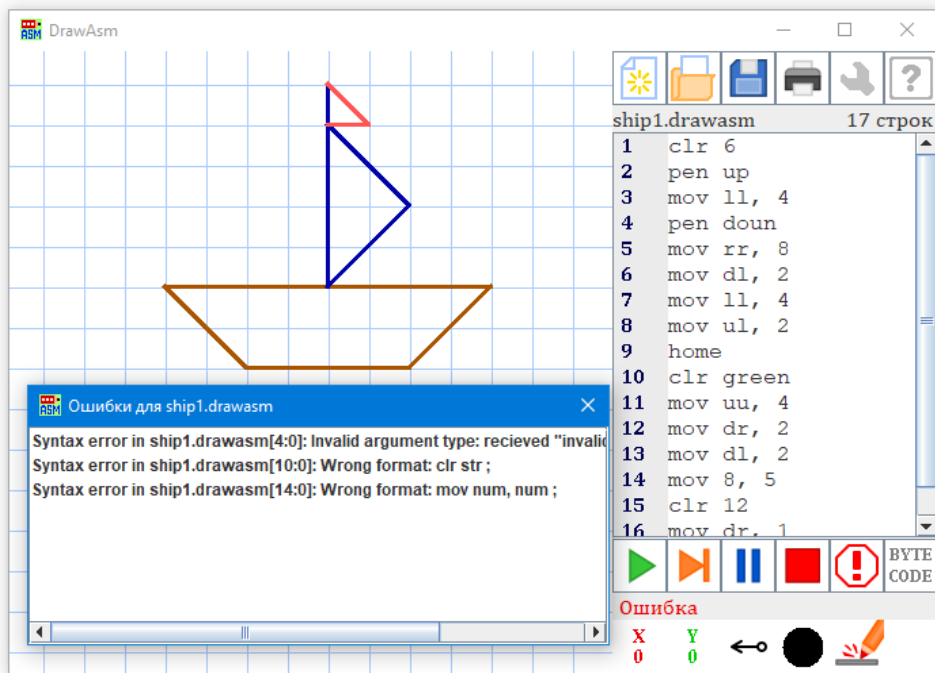 DrawAsm
ship1.drawasm 17 строк
1 clr 6
2 pen up
3 mov ll, 4
4 pen doun
5 mov rr, 8
6 mov dl, 2
7 mov ll, 4
8 mov ul, 2
9 home
10 clr green
11 mov uu, 4
12 mov dr, 2
13 mov dl, 2
14 mov 8, 5
15 clr 12
16 mov dr, 1
Ошибки для ship1.drawasm
Syntax error in ship1.drawasm[4:0]: Invalid argument type: recieved "invalid
Syntax error in ship1.drawasm[10:0]: Wrong format: clr str ;
Syntax error in ship1.drawasm[14:0]: Wrong format: mov num, num ;
BYTE
CODE
Ошибка
X Y
0 0